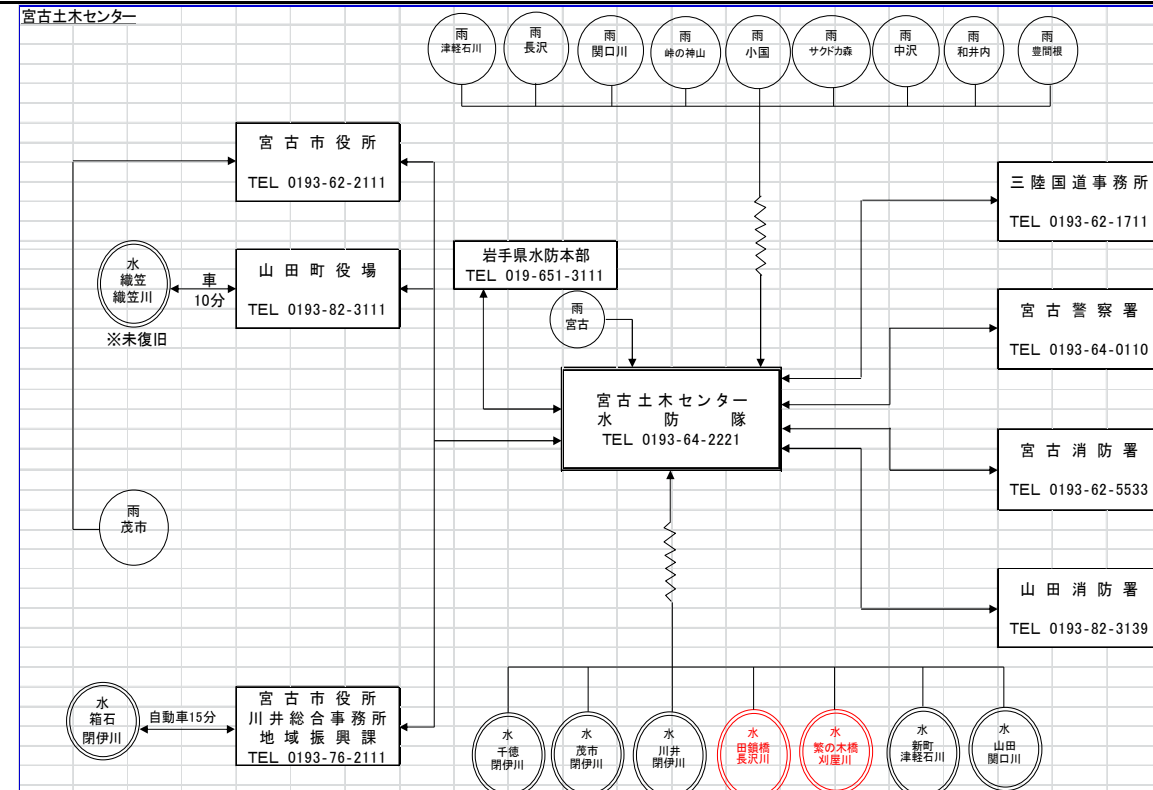 宮古土木センター
雨
津軽石川
雨
長沢
雨
関口川
雨
峠の神山
雨
小国
雨
サクドカ森
雨
中沢
雨
和井内
雨
豊間根
宮古市役所
TEL 0193-62-2111
三陸国道事務所
TEL 0193-62-1711
水
織笠
織笠川
※未復旧
車
10分
山田町役場
TEL 0193-82-3111
岩手県水防本部
TEL 019-651-3111
雨
宮古
宮古警察署
TEL 0193-64-0110
宮古土木センター
水防隊
TEL 0193-64-2221
宮古消防署
TEL 0193-62-5533
雨
茂市
山田消防署
TEL 0193-82-3139
水
箱石
閉伊川
自動車15分
宮古市役所
川井総合事務所
地域振興課
TEL 0193-76-2111
水
千徳
閉伊川
水
茂市
閉伊川
水
川井
閉伊川
水
田鎖橋
長沢川
水
繁の木橋
刈屋川
水
新町
津軽石川
水
山田
関口川